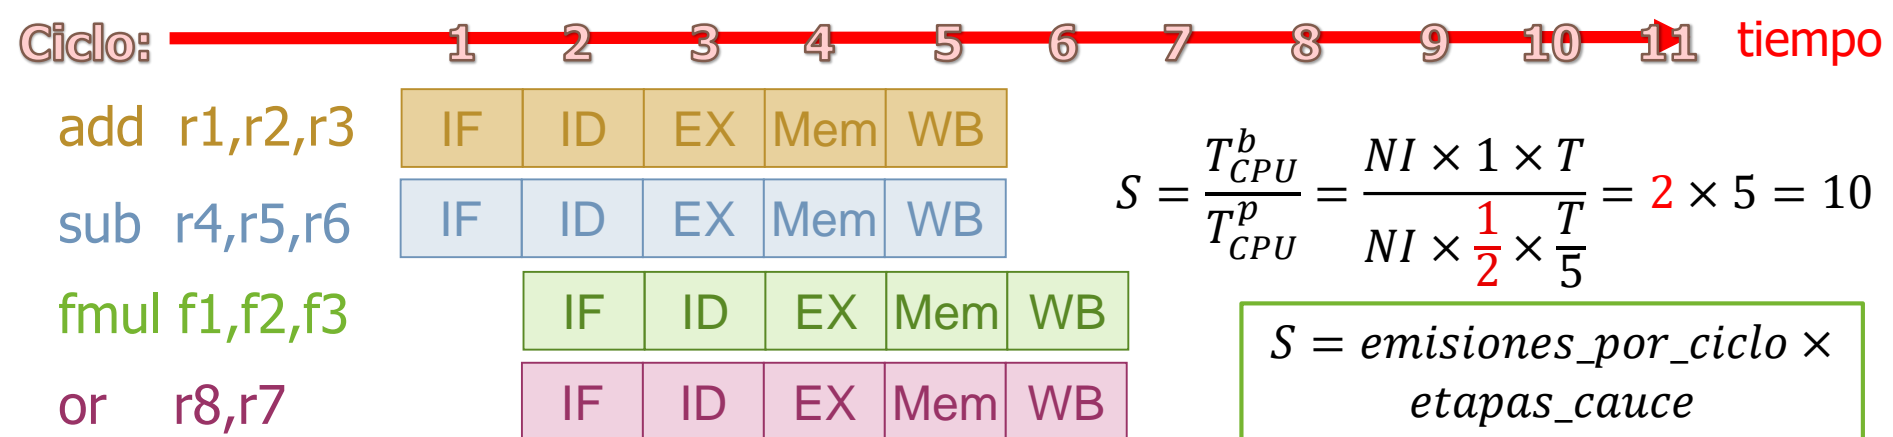 Ciclo: 1 2 3 4 5 6 7 8 9 10 11 tiempo
add r1,r2,r3 IF ID EX Mem WB
sub r4,r5,r6 IF ID EX Mem WB
S = T^b_CPU / T^p_CPU = (NI × 1 × T) / (NI × 1/2 × T/5) = 2 × 5 = 10
fmul f1,f2,f3 IF ID EX Mem WB
or r8,r7 IF ID EX Mem WB
S = emisiones_por_ciclo ×
etapas_cauce